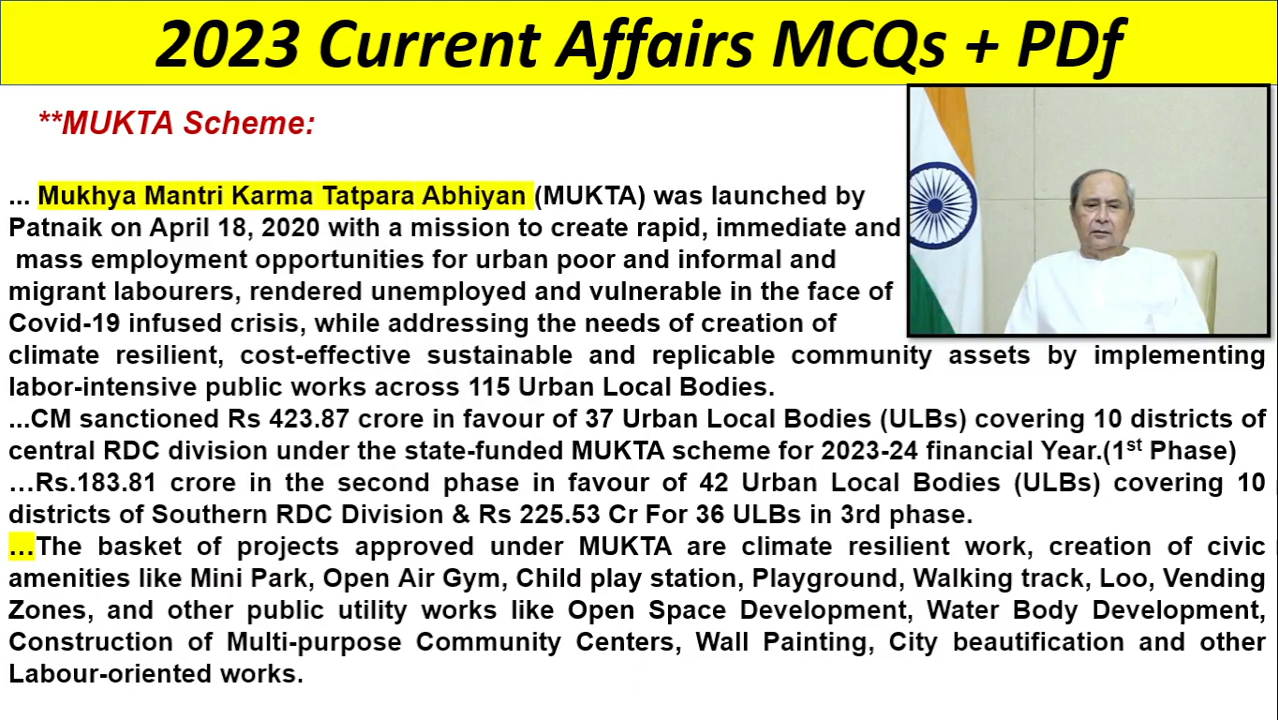 2023 Current Affairs MCQs + PDf
**MUKTA Scheme:
... Mukhya Mantri Karma Tatpara Abhiyan (MUKTA) was launched by
Patnaik on April 18, 2020 with a mission to create rapid, immediate and
mass employment opportunities for urban poor and informal and
migrant labourers, rendered unemployed and vulnerable in the face of
Covid-19 infused crisis, while addressing the needs of creation of
climate resilient, cost-effective sustainable and replicable community assets by implementing
labor-intensive public works across 115 Urban Local Bodies.
...CM sanctioned Rs 423.87 crore in favour of 37 Urban Local Bodies (ULBs) covering 10 districts of
central RDC division under the state-funded MUKTA scheme for 2023-24 financial Year.(1st Phase)
...Rs.183.81 crore in the second phase in favour of 42 Urban Local Bodies (ULBs) covering 10
districts of Southern RDC Division & Rs 225.53 Cr For 36 ULBs in 3rd phase.
...The basket of projects approved under MUKTA are climate resilient work, creation of civic
amenities like Mini Park, Open Air Gym, Child play station, Playground, Walking track, Loo, Vending
Zones, and other public utility works like Open Space Development, Water Body Development,
Construction of Multi-purpose Community Centers, Wall Painting, City beautification and other
Labour-oriented works.